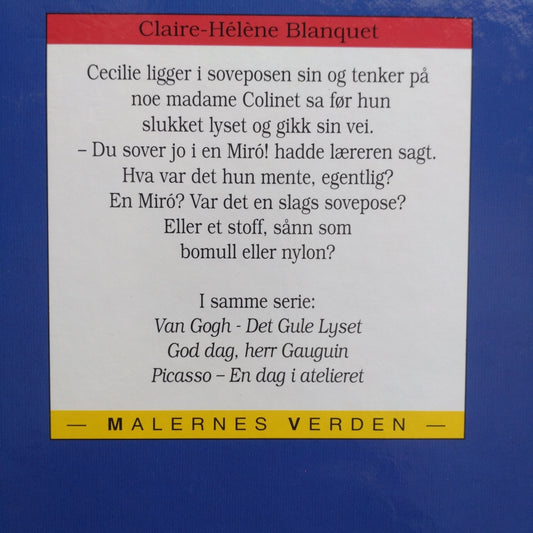 Claire-Hélène Blanquet
Cecilie ligger i soveposen sin og tenker på
noe madame Colinet sa før hun
slukket lyset og gikk sin vei.
– Du sover jo i en Miró! hadde læreren sagt.
Hva var det hun mente, egentlig?
En Miró? Var det en slags sovepose?
Eller et stoff, sånn som
bomull eller nylon?
I samme serie:
Van Gogh - Det Gule Lyset
God dag, herr Gauguin
Picasso – En dag i atelieret
— MALERNES VERDEN —